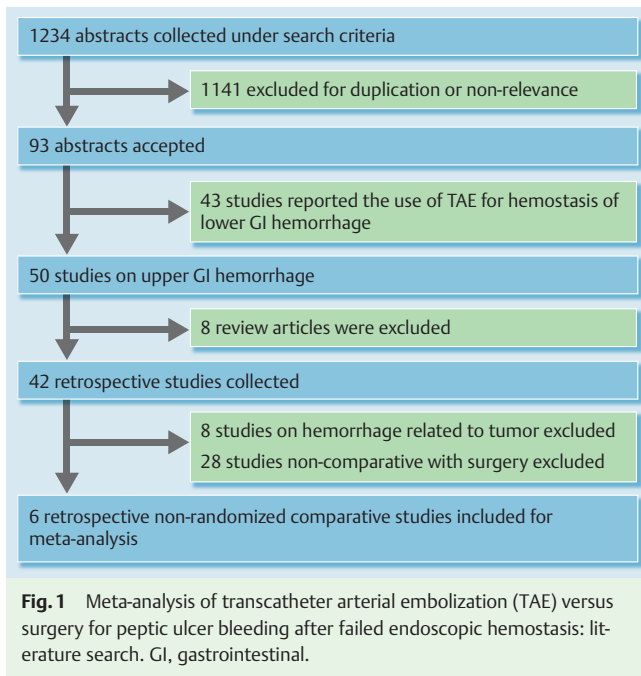 1234 abstracts collected under search criteria
1141 excluded for duplication or non-relevance
93 abstracts accepted
43 studies reported the use of TAE for hemostasis of
lower GI hemorrhage
50 studies on upper GI hemorrhage
8 review articles were excluded
42 retrospective studies collected
8 studies on hemorrhage related to tumor excluded
28 studies non-comparative with surgery excluded
6 retrospective non-randomized comparative studies included for
meta-analysis
Fig. 1 Meta-analysis of transcatheter arterial embolization (TAE) versus
surgery for peptic ulcer bleeding after failed endoscopic hemostasis: lit-
erature search. GI, gastrointestinal.